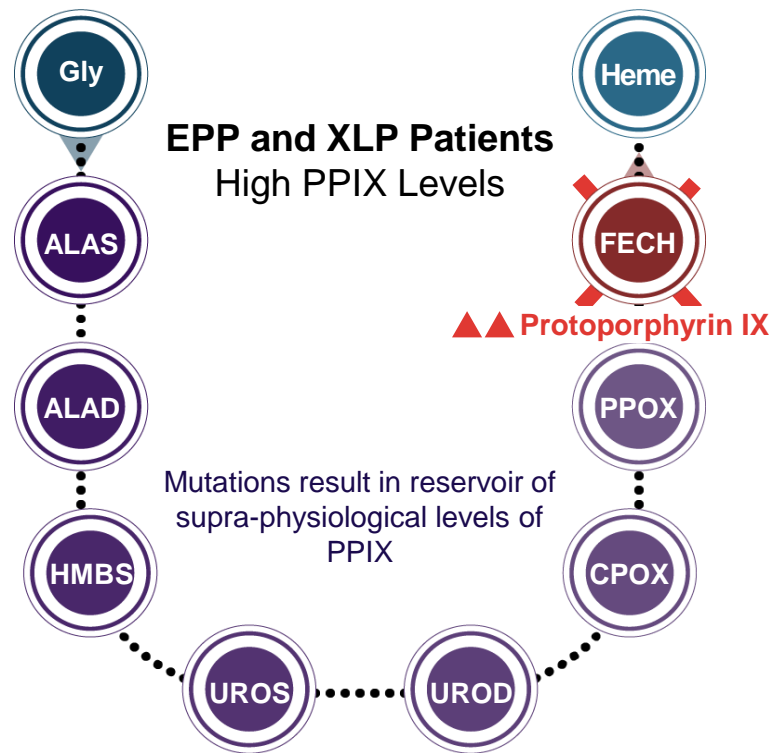 Gly
Heme
EPP and XLP Patients
High PPIX Levels
ALAS
FECH
▲▲ Protoporphyrin IX
ALAD
PPOX
Mutations result in reservoir of
supra-physiological levels of
PPIX
HMBS
CPOX
UROS
UROD